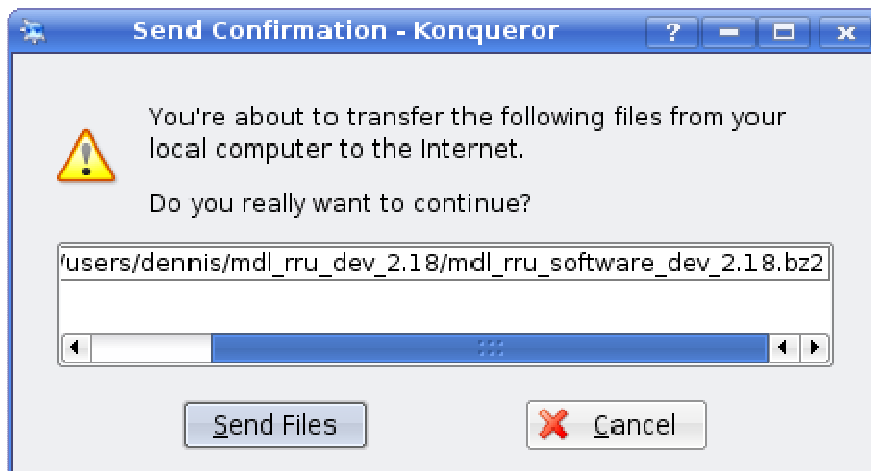 Send Confirmation - Konqueror
You're about to transfer the following files from your
local computer to the Internet.
Do you really want to continue?
/users/dennis/mdl_rru_dev_2.18/mdl_rru_software_dev_2.18.bz2
Send Files
Cancel